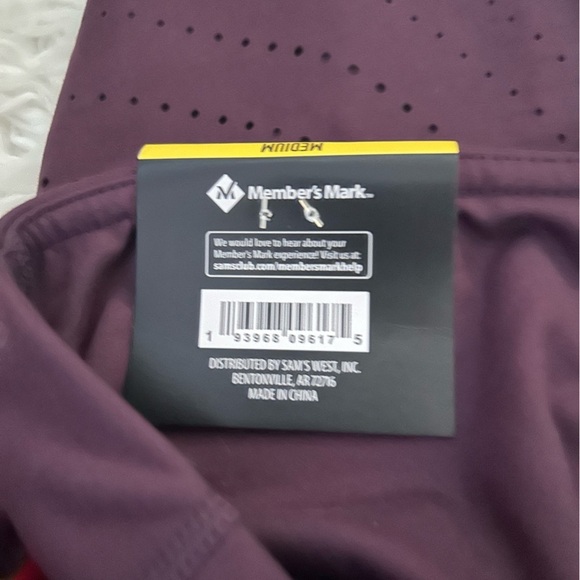 MEDIUM
M Member's Mark™
We would love to hear about your
Member's Mark experience! Visit us at:
samsclub.com/membersmarkhelp
1 93968 09617 5
DISTRIBUTED BY SAM'S WEST, INC.
BENTONVILLE, AR 72716
MADE IN CHINA